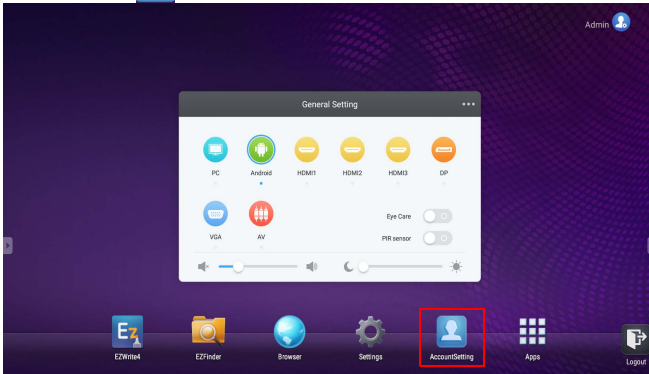 Admin
General Setting
PC Android HDMI1 HDMI2 HDMI3 DP
Eye Care
VGA AV
PIR sensor
EZ
EZWrite4 EZFinder Browser Settings AccountSetting Apps
Logout